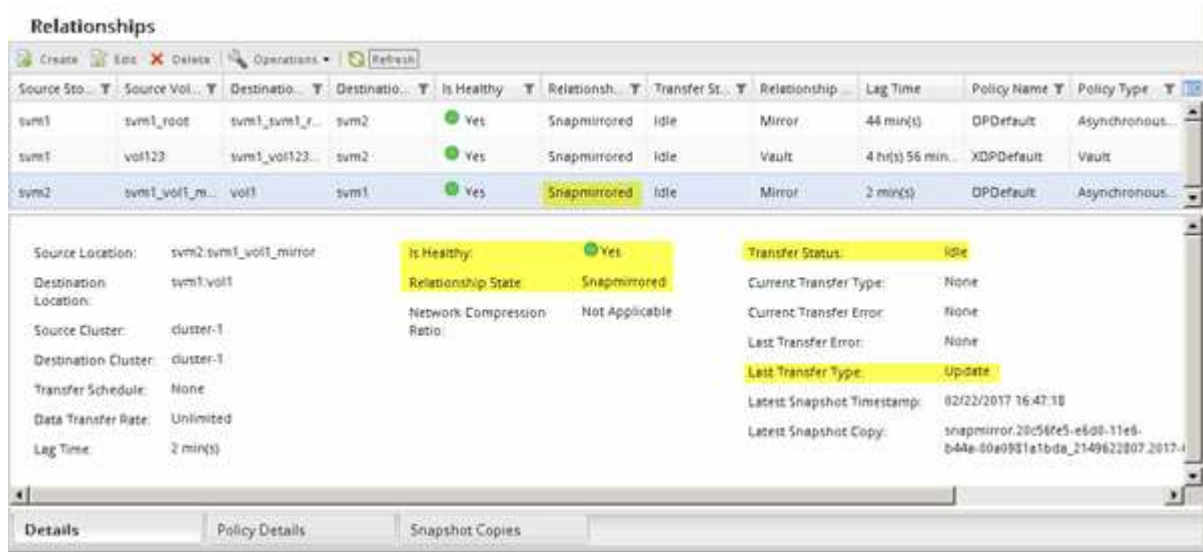 Relationships
Create Edit Delete Operations Refresh
Source Sto... Source Vol... Destinatio... Destinatio... Is Healthy Relationsh... Transfer St... Relationship ... Lag Time Policy Name Policy Type
svm1 svm1_root svm1_svm1_r... svm2 Yes Snapmirrored Idle Mirror 44 min(s) DPDefault Asynchronous...
svm1 vol123 svm1_vol123... svm2 Yes Snapmirrored Idle Vault 4 hr(s) 56 min... XDPDefault Vault
svm2 svm1_vol1_m... vol1 svm1 Yes Snapmirrored Idle Mirror 2 min(s) DPDefault Asynchronous...
Source Location: svm2:svm1_vol1_mirror Is Healthy: Yes Transfer Status: Idle
Destination Location: svm1:vol1 Relationship State: Snapmirrored Current Transfer Type: None
Source Cluster: cluster-1 Network Compression Ratio: Not Applicable Current Transfer Error: None
Destination Cluster: cluster-1 Last Transfer Error: None
Transfer Schedule: None Last Transfer Type: Update
Data Transfer Rate: Unlimited Latest Snapshot Timestamp: 02/22/2017 16:47:18
Lag Time: 2 min(s) Latest Snapshot Copy: snapmirror.20c56fe5-e6d0-11e6-
b44a-00a0981a1bda_2149622807.2017-
Details Policy Details Snapshot Copies